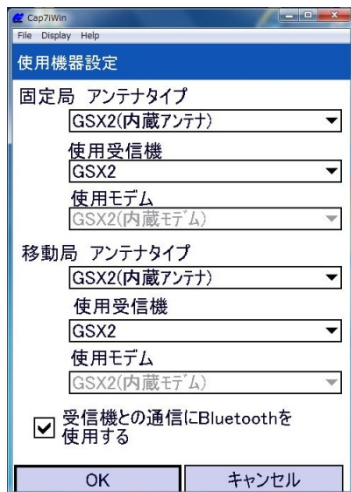 Cap7iWin
File Display Help
使用機器設定
固定局 アンテナタイプ
GSX2(内蔵アンテナ)
使用受信機
GSX2
使用モデム
GSX2(内蔵モデム)
移動局 アンテナタイプ
GSX2(内蔵アンテナ)
使用受信機
GSX2
使用モデム
GSX2(内蔵モデム)
受信機との通信にBluetoothを
使用する
OK キャンセル